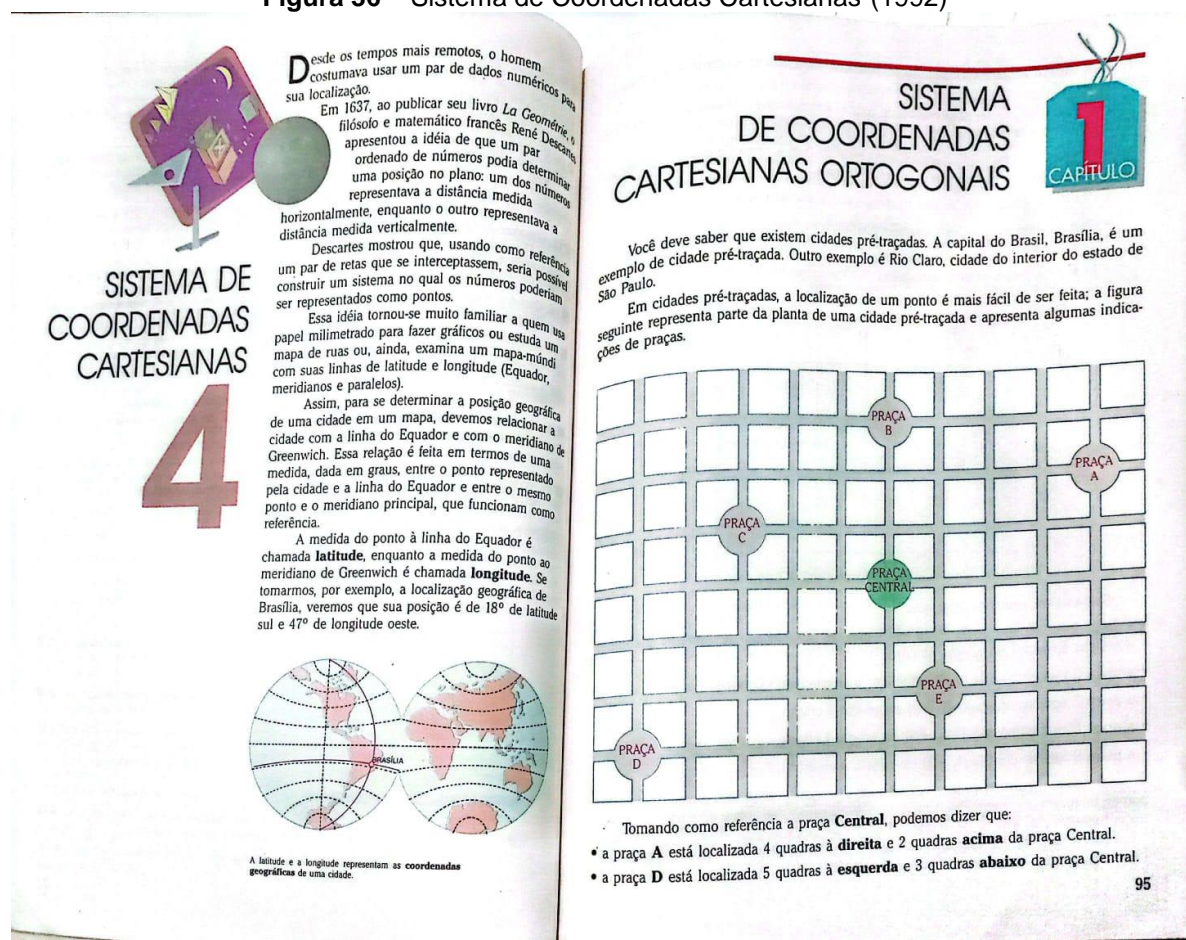 Figura 36 – Sistema de Coordenadas Cartesianas (1992)
SISTEMA DE
COORDENADAS
CARTESIANAS
4
Desde os tempos mais remotos, o homem
costumava usar um par de dados numéricos para
sua localização.
Em 1637, ao publicar seu livro La Geométrie, o
filósofo e matemático francês René Descartes
apresentou a idéia de que um par
ordenado de números podia determinar
uma posição no plano: um dos números
representava a distância medida
horizontalmente, enquanto o outro representava a
distância medida verticalmente.
Descartes mostrou que, usando como referência
um par de retas que se interceptassem, seria possível
construir um sistema no qual os números poderiam
ser representados como pontos.
Essa idéia tornou-se muito familiar a quem usa
papel milimetrado para fazer gráficos ou estuda um
mapa de ruas ou, ainda, examina um mapa-múndi
com suas linhas de latitude e longitude (Equador,
meridianos e paralelos).
Assim, para se determinar a posição geográfica
de uma cidade em um mapa, devemos relacionar a
cidade com a linha do Equador e com o meridiano de
Greenwich. Essa relação é feita em termos de uma
medida, dada em graus, entre o ponto representado
pela cidade e a linha do Equador e entre o mesmo
ponto e o meridiano principal, que funcionam como
referência.
A medida do ponto à linha do Equador é
chamada latitude, enquanto a medida do ponto ao
meridiano de Greenwich é chamada longitude. Se
tomarmos, por exemplo, a localização geográfica de
Brasília, veremos que sua posição é de 18º de latitude
sul e 47º de longitude oeste.
BRASÍLIA
A latitude e a longitude representam as coordenadas
geográficas de uma cidade.
SISTEMA
DE COORDENADAS
CARTESIANAS ORTOGONAIS
1
CAPÍTULO
Você deve saber que existem cidades pré-traçadas. A capital do Brasil, Brasília, é um
exemplo de cidade pré-traçada. Outro exemplo é Rio Claro, cidade do interior do estado de
São Paulo.
Em cidades pré-traçadas, a localização de um ponto é mais fácil de ser feita; a figura
seguinte representa parte da planta de uma cidade pré-traçada e apresenta algumas indica-
ções de praças.
PRAÇA
B
PRAÇA
A
PRAÇA
C
PRAÇA
CENTRAL
PRAÇA
E
PRAÇA
D
Tomando como referência a praça Central, podemos dizer que:
• a praça A está localizada 4 quadras à direita e 2 quadras acima da praça Central.
• a praça D está localizada 5 quadras à esquerda e 3 quadras abaixo da praça Central.
95